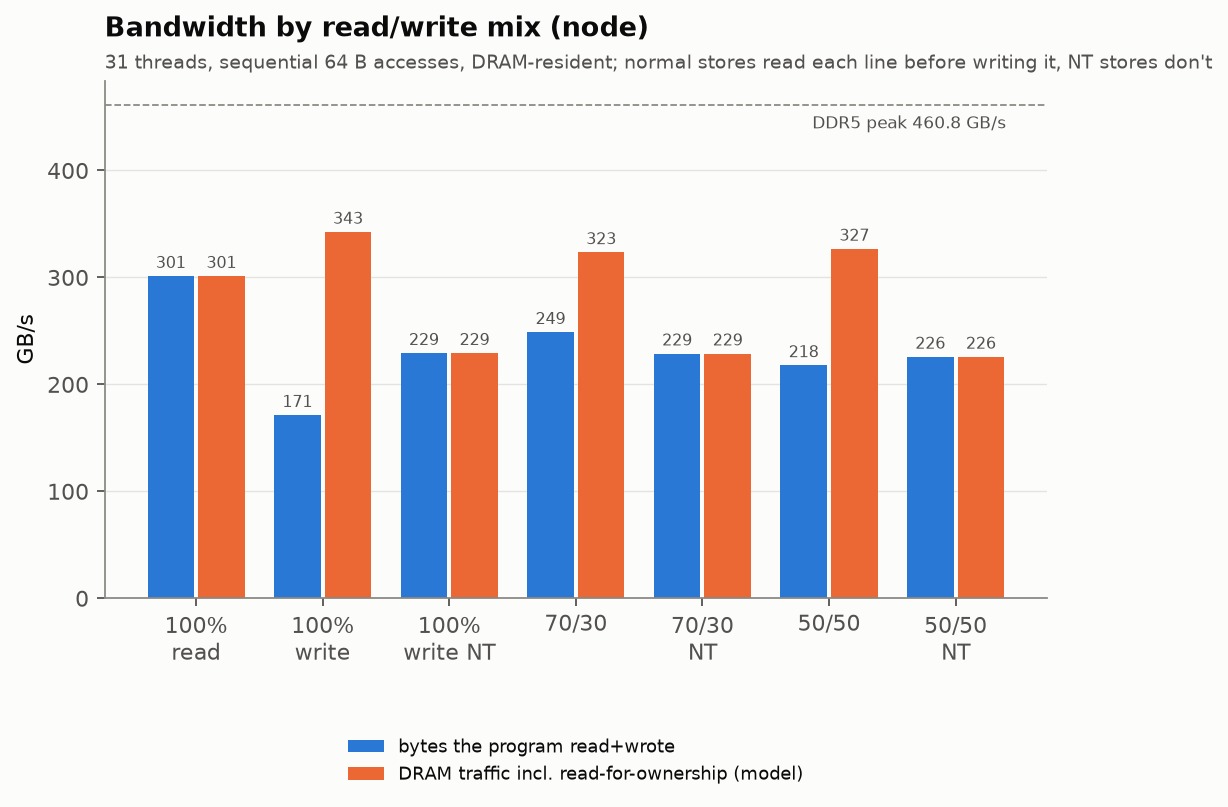 Bandwidth by read/write mix (node)
31 threads, sequential 64 B accesses, DRAM-resident; normal stores read each line before writing it, NT stores don't
DDR5 peak 460.8 GB/s
GB/s
400
300
200
100
0
301 301
171 343
229 229
249 323
229 229
218 327
226 226
100%
read
100%
write
100%
write NT
70/30
70/30
NT
50/50
50/50
NT
bytes the program read+wrote
DRAM traffic incl. read-for-ownership (model)